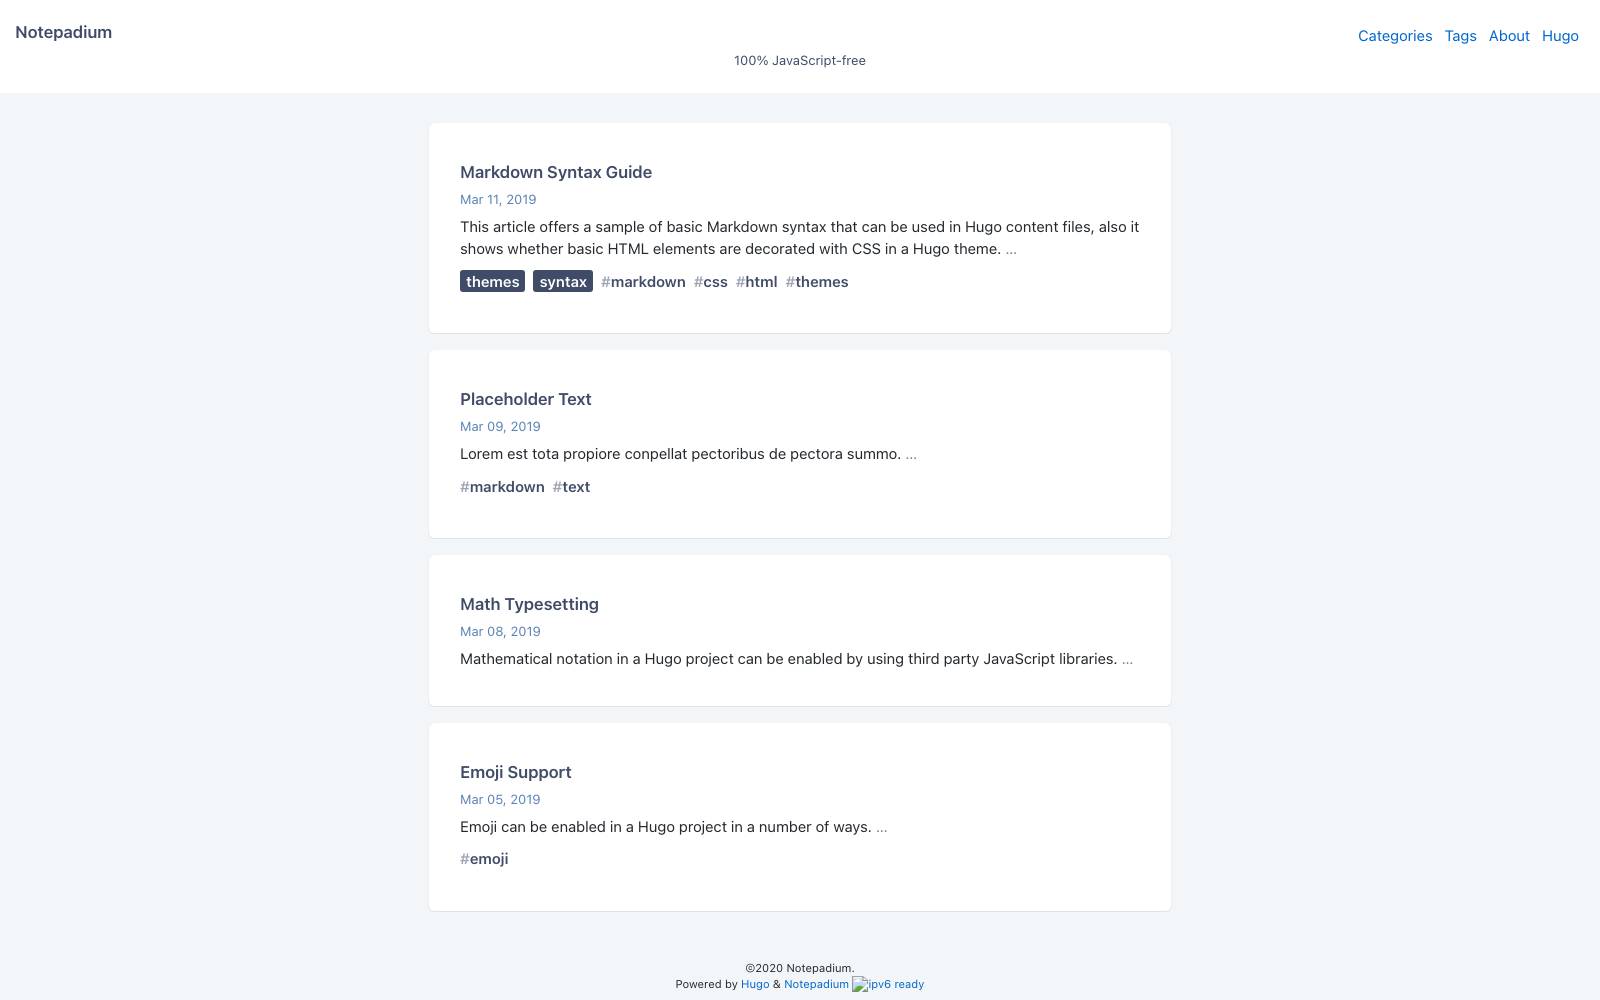 Notepadium
Categories Tags About Hugo
100% JavaScript-free
Markdown Syntax Guide
Mar 11, 2019
This article offers a sample of basic Markdown syntax that can be used in Hugo content files, also it
shows whether basic HTML elements are decorated with CSS in a Hugo theme. ...
themes syntax #markdown #css #html #themes
Placeholder Text
Mar 09, 2019
Lorem est tota propiore conpellat pectoribus de pectora summo. ...
#markdown #text
Math Typesetting
Mar 08, 2019
Mathematical notation in a Hugo project can be enabled by using third party JavaScript libraries. ...
Emoji Support
Mar 05, 2019
Emoji can be enabled in a Hugo project in a number of ways. ...
#emoji
©2020 Notepadium.
Powered by Hugo & Notepadium ipv6 ready